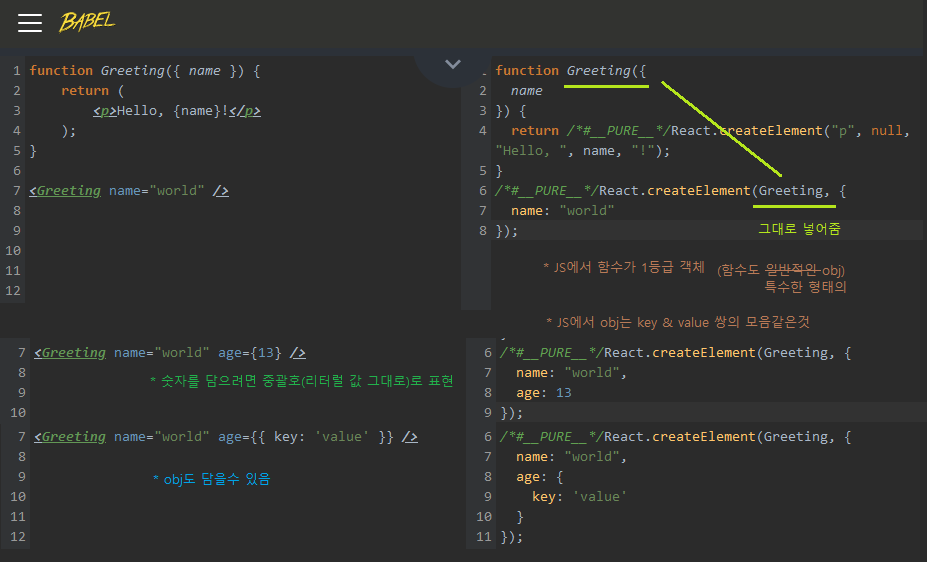 BABEL
1 function Greeting({ name }) {
2 return (
3 <p>Hello, {name}!</p>
4 );
5 }
6
7 <Greeting name="world" />
8
9
10
11
12
function Greeting({
2 name
3 }) {
4 return /*#__PURE__*/React.createElement("p", null,
"Hello, ", name, "!");
5 }
6 /*#__PURE__*/React.createElement(Greeting, {
7 name: "world"
8 });
그대로 넣어줌
* JS에서 함수가 1등급 객체 (함수도 일반적인 obj)
특수한 형태의
* JS에서 obj는 key & value 쌍의 모음같은것
7 <Greeting name="world" age={13} />
8
* 숫자를 담으려면 중괄호(리터럴 값 그대로)로 표현
9
10
6 /*#__PURE__*/React.createElement(Greeting, {
7 name: "world",
8 age: 13
9 });
7 <Greeting name="world" age={{ key: 'value' }} />
8
9 * obj도 담을수 있음
10
11
12
6 /*#__PURE__*/React.createElement(Greeting, {
7 name: "world",
8 age: {
9 key: 'value'
10 }
11 });